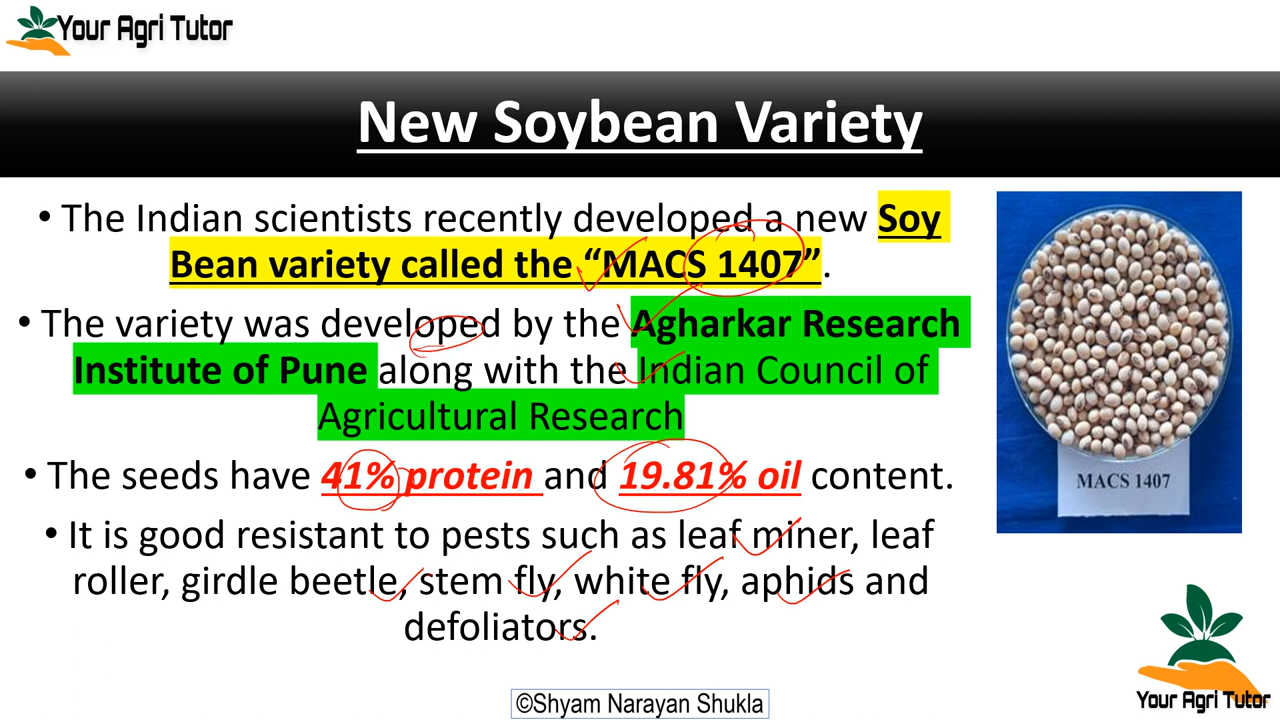 Your Agri Tutor
New Soybean Variety
• The Indian scientists recently developed a new Soy
Bean variety called the “MACS 1407”.
• The variety was developed by the Agharkar Research
Institute of Pune along with the Indian Council of
Agricultural Research
• The seeds have 41% protein and 19.81% oil content.
• It is good resistant to pests such as leaf miner, leaf
roller, girdle beetle, stem fly, white fly, aphids and
defoliators.
MACS 1407
©Shyam Narayan Shukla
Your Agri Tutor